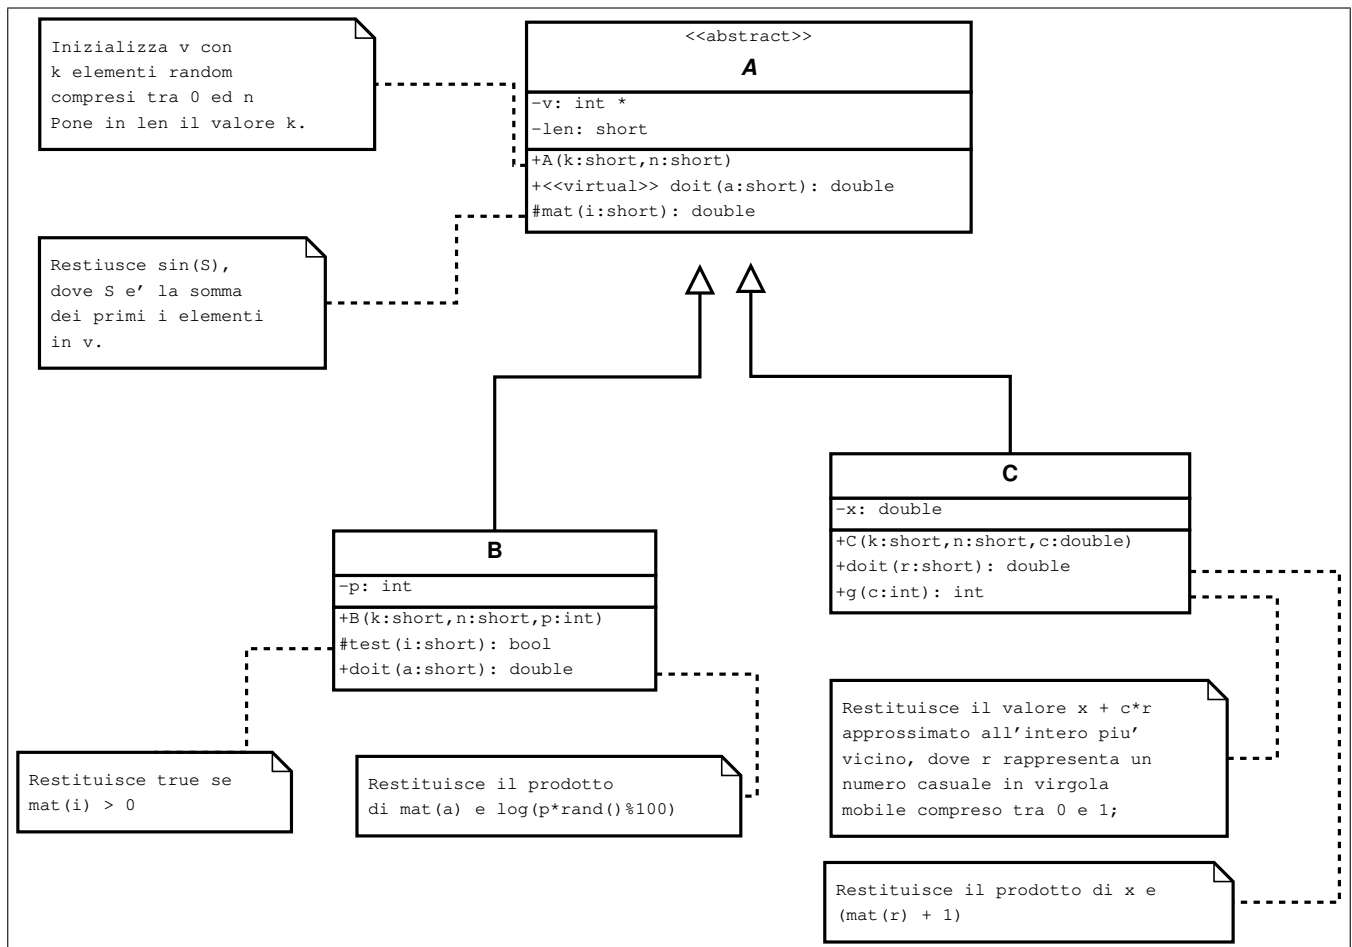 Inizializza v con
k elementi random
compresi tra 0 ed n
Pone in len il valore k.
<<abstract>>
A
-v: int *
-len: short
+A(k:short,n:short)
+<<virtual>> doit(a:short): double
#mat(i:short): double
Restiusce sin(S),
dove S e' la somma
dei primi i elementi
in v.
C
-x: double
+C(k:short,n:short,c:double)
+doit(r:short): double
+g(c:int): int
B
-p: int
+B(k:short,n:short,p:int)
#test(i:short): bool
+doit(a:short): double
Restituisce true se
mat(i) > 0
Restituisce il prodotto
di mat(a) e log(p*rand()%100)
Restituisce il valore x + c*r
approssimato all'intero piu'
vicino, dove r rappresenta un
numero casuale in virgola
mobile compreso tra 0 e 1;
Restituisce il prodotto di x e
(mat(r) + 1)